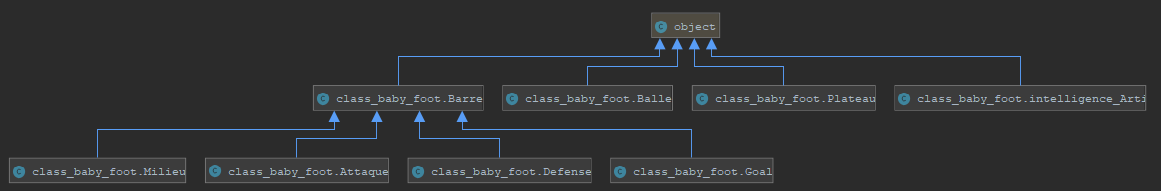 C object
C class_baby_foot.Barre
C class_baby_foot.Balle
C class_baby_foot.Plateau
C class_baby_foot.intelligence_Arti
C class_baby_foot.Milieu
C class_baby_foot.Attaque
C class_baby_foot.Defense
C class_baby_foot.Goal